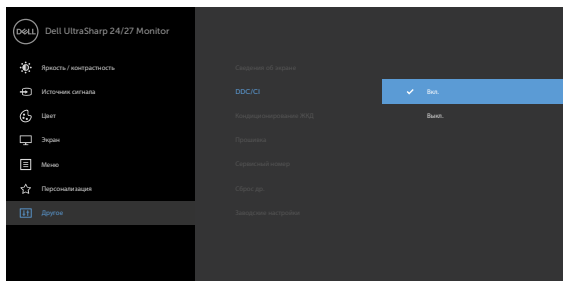 DELL
Dell UltraSharp 24/27 Monitor
Яркость / контрастность
Источник сигнала
Цвет
Экран
Меню
Персонализация
Другое
Сведения об экране
DDC/CI
Кондиционирование ЖКД
Прошивка
Сервисный номер
Сброс др.
Заводские настройки
Вкл.
Выкл.